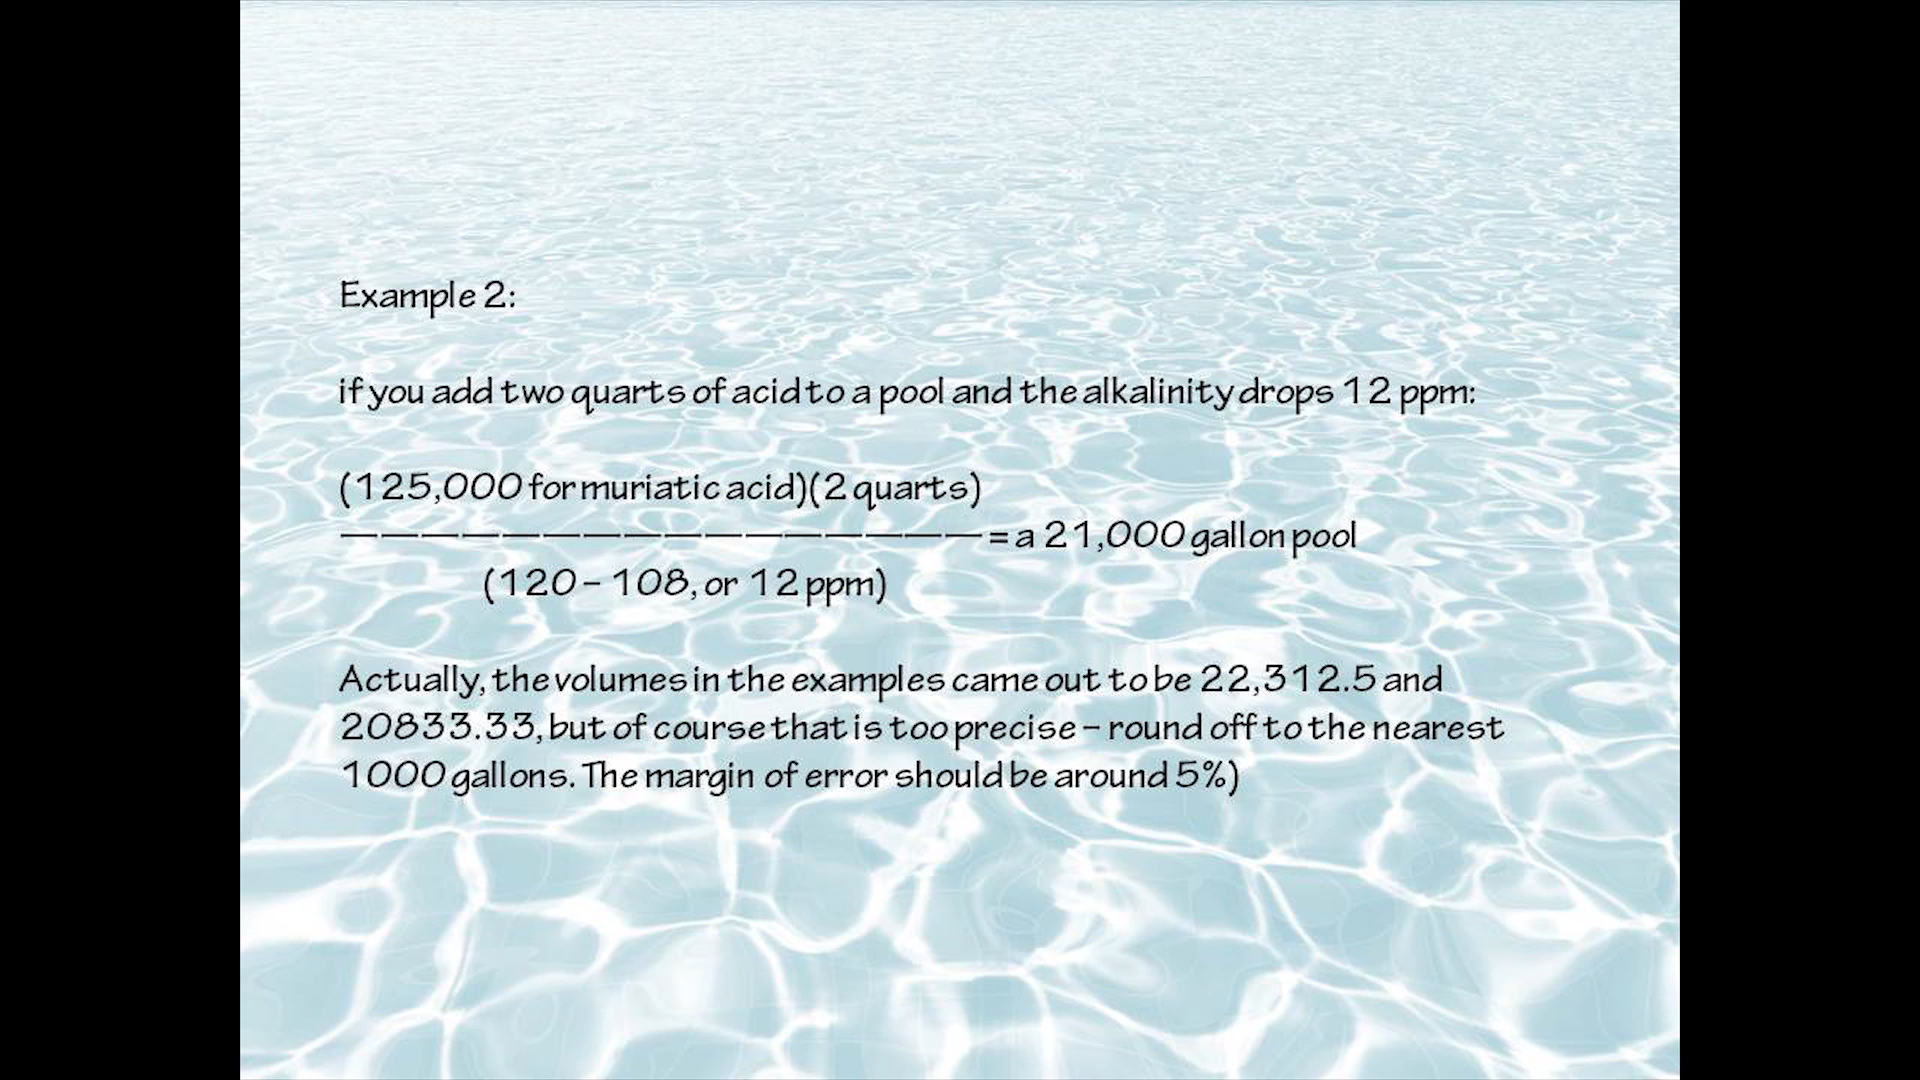 Example 2:
if you add two quarts of acid to a pool and the alkalinity drops 12 ppm:
(125,000 for muriatic acid)(2 quarts)
———————————————— = a 21,000 gallon pool
(120 – 108, or 12 ppm)
Actually, the volumes in the examples came out to be 22,312.5 and
20833.33, but of course that is too precise – round off to the nearest
1000 gallons. The margin of error should be around 5%)